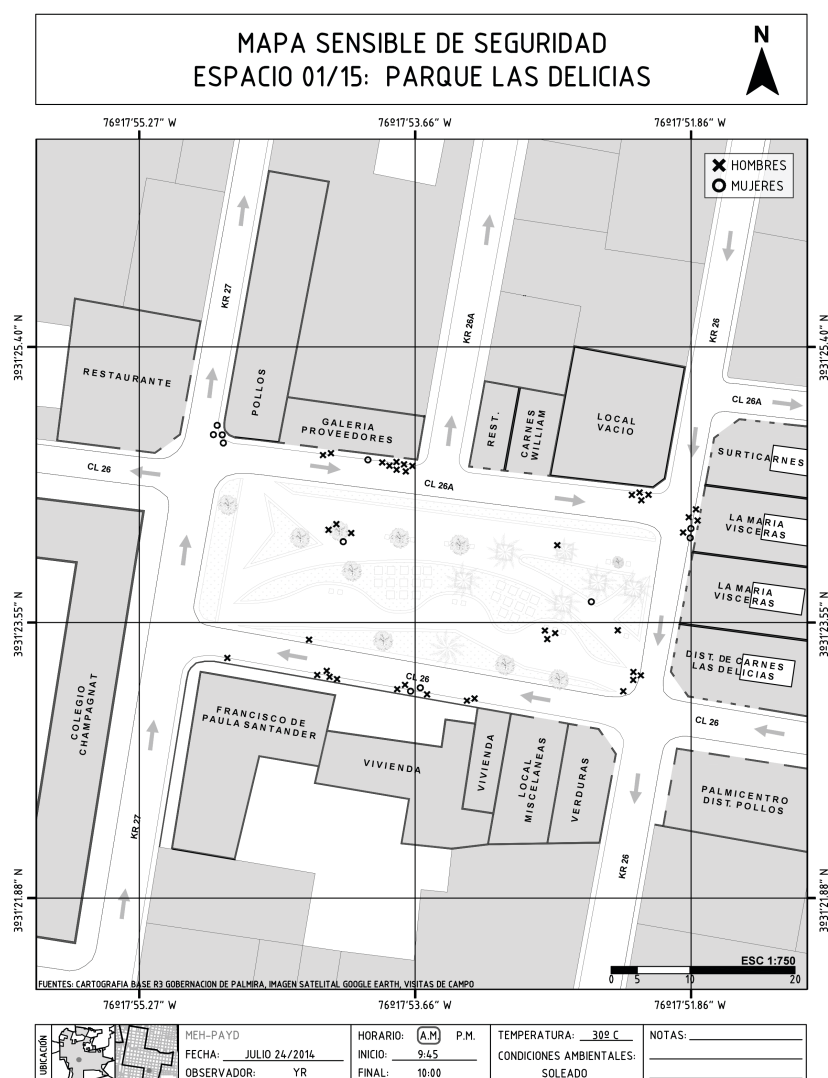 MAPA SENSIBLE DE SEGURIDAD
ESPACIO 01/15: PARQUE LAS DELICIAS
N
76º17'55.27" W
76º17'53.66" W
76º17'51.86" W
HOMBRES
MUJERES
KR 27
KR 26A
KR 26
3º31'25.40" N
3º31'25.40" N
RESTAURANTE
POLLOS
GALERIA
PROVEEDORES
REST.
CARNES
WILLIAM
LOCAL
VACIO
CL 26A
SURTICARNES
CL 26
CL 26A
LA MARIA
VISCERAS
LA MARIA
VISCERAS
3º31'23.55" N
3º31'23.55" N
DIST. DE CARNES
LAS DELICIAS
CL 26
COLEGIO
CHAMPAGNAT
FRANCISCO DE
PAULA SANTANDER
VIVIENDA
VIVIENDA
LOCAL
MISCELANEAS
VERDURAS
CL 26
PALMICENTRO
DIST. POLLOS
KR 27
KR 26
3º31'21.88" N
3º31'21.88" N
ESC 1:750
0 5 10 20
FUENTES: CARTOGRAFIA BASE R3 GOBERNACION DE PALMIRA, IMAGEN SATELITAL GOOGLE EARTH, VISITAS DE CAMPO
76º17'55.27" W
76º17'53.66" W
76º17'51.86" W
UBICACIÓN
MEH-PAYD
FECHA: JULIO 24/2014
OBSERVADOR: YR
HORARIO: A.M. P.M.
INICIO: 9:45
FINAL: 10:00
TEMPERATURA: 30º C
CONDICIONES AMBIENTALES:
SOLEADO
NOTAS: